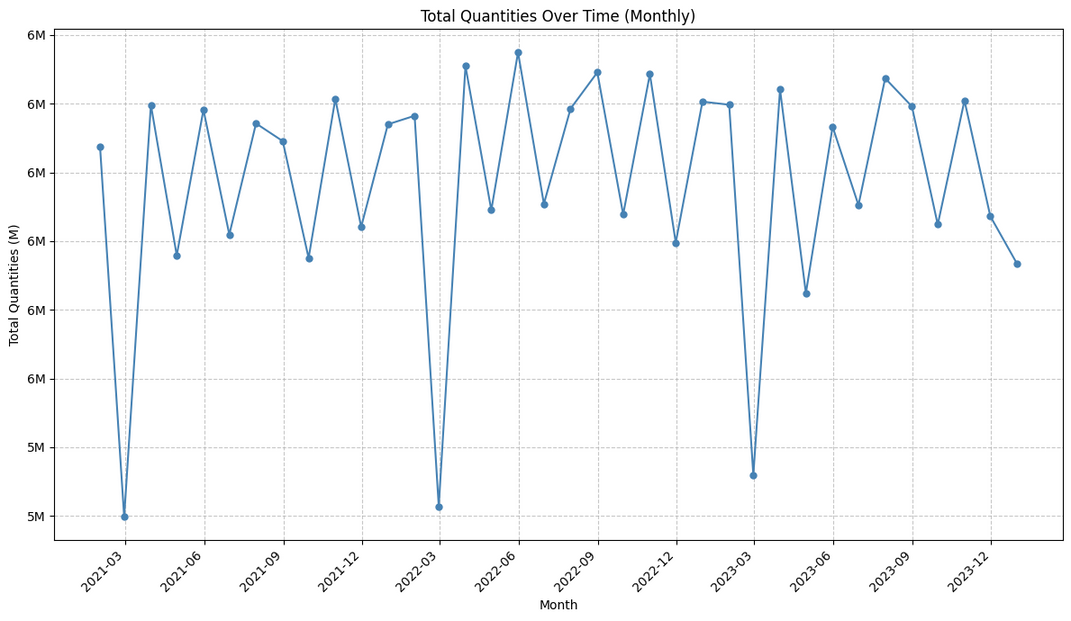 Total Quantities Over Time (Monthly)
6M
6M
6M
6M
6M
6M
5M
5M
Total Quantities (M)
2021-03
2021-06
2021-09
2021-12
2022-03
2022-06
2022-09
2022-12
2023-03
2023-06
2023-09
2023-12
Month